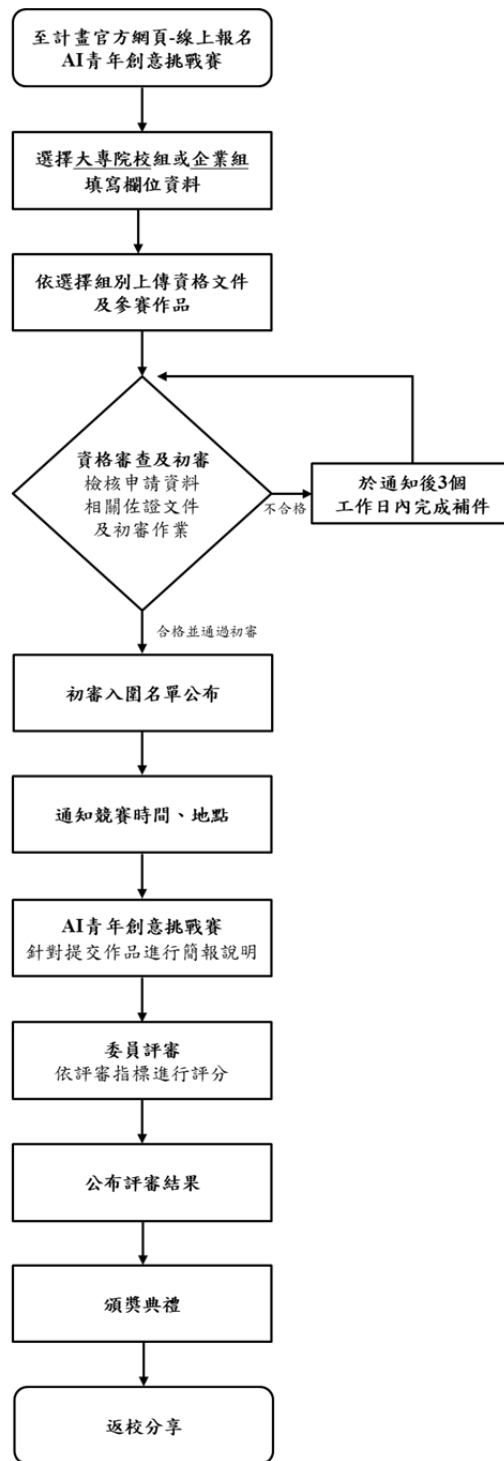 至計畫官方網頁-線上報名
AI青年創意挑戰賽
選擇大專院校組或企業組
填寫欄位資料
依選擇組別上傳資格文件
及參賽作品
資格審查及初審
檢核申請資料
相關佐證文件
及初審作業
不合格
於通知後3個
工作日內完成補件
合格並通過初審
初審入圍名單公布
通知競賽時間、地點
AI青年創意挑戰賽
針對提交作品進行簡報說明
委員評審
依評審指標進行評分
公布評審結果
頒獎典禮
返校分享